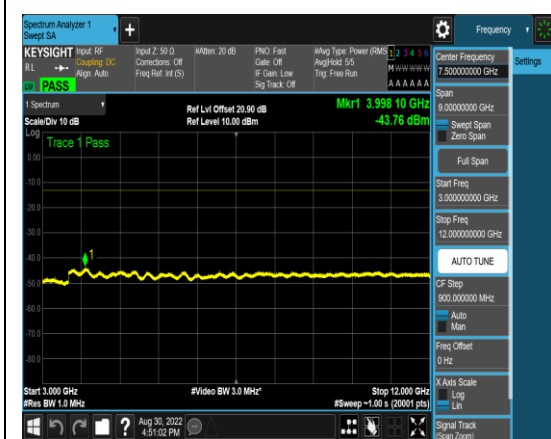 Spectrum Analyzer 1
Swept SA
Frequency
KEYSIGHT
R L
PASS
Input: RF
Coupling: DC
Align: Auto
Input Z: 50 Ω
Corrections: Off
Freq Ref: Int (S)
#Atten: 20 dB
PNO: Fast
Gate: Off
IF Gain: Low
Sig Track: Off
#Avg Type: Power (RMS
Avg|Hold: 5/5
Trig: Free Run
1 2 3 4 5 6
M W W W W W
A A A A A A
1 Spectrum
Scale/Div 10 dB
Ref Lvl Offset 20.90 dB
Ref Level 10.00 dBm
Mkr1 3.998 10 GHz
-43.76 dBm
Log
Trace 1 Pass
0.00
-10.0
-20.0
-30.0
-40.0
-50.0
-60.0
-70.0
-80.0
1
Start 3.000 GHz
#Res BW 1.0 MHz
#Video BW 3.0 MHz*
Stop 12.000 GHz
#Sweep ~1.00 s (20001 pts)
Aug 30, 2022
4:51:02 PM
Center Frequency
7.500000000 GHz
Settings
Span
9.00000000 GHz
Swept Span
Zero Span
Full Span
Start Freq
3.000000000 GHz
Stop Freq
12.000000000 GHz
AUTO TUNE
CF Step
900.000000 MHz
Auto
Man
Freq Offset
0 Hz
X Axis Scale
Log
Lin
Signal Track
(Span Zoom)